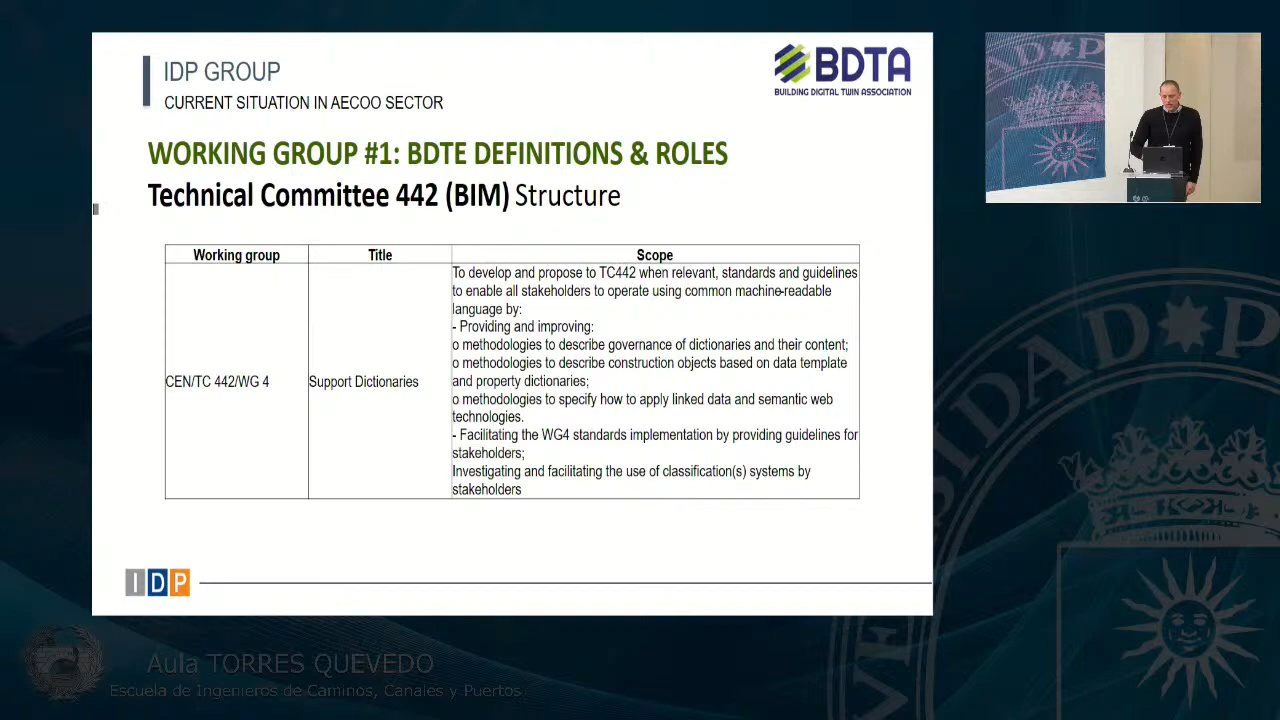 IDP GROUP
CURRENT SITUATION IN AECOO SECTOR
BDTA
BUILDING DIGITAL TWIN ASSOCIATION
WORKING GROUP #1: BDTE DEFINITIONS & ROLES
Technical Committee 442 (BIM) Structure
Working group Title Scope
CEN/TC 442/WG 4 Support Dictionaries
To develop and propose to TC442 when relevant, standards and guidelines
to enable all stakeholders to operate using common machine-readable
language by:
- Providing and improving:
o methodologies to describe governance of dictionaries and their content;
o methodologies to describe construction objects based on data template
and property dictionaries;
o methodologies to specify how to apply linked data and semantic web
technologies.
- Facilitating the WG4 standards implementation by providing guidelines for
stakeholders;
Investigating and facilitating the use of classification(s) systems by
stakeholders
IDP
Aula TORRES QUEVEDO
Escuela de Ingenieros de Caminos, Canales y Puertos